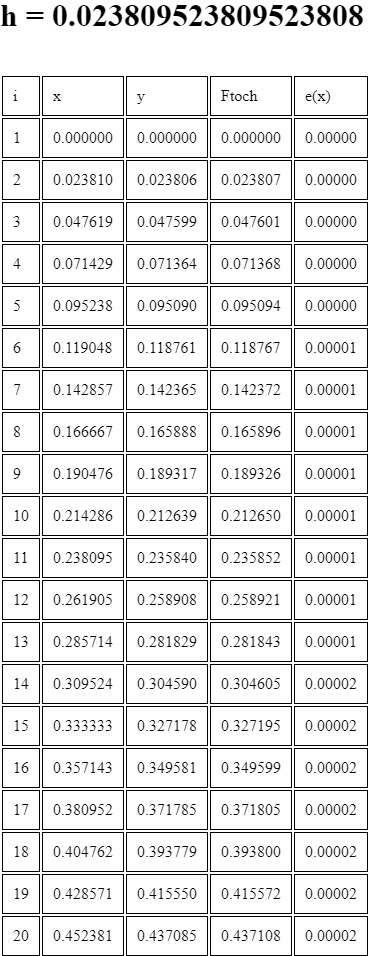 h = 0.023809523809523808
i x y Ftoch e(x)
1 0.000000 0.000000 0.000000 0.00000
2 0.023810 0.023806 0.023807 0.00000
3 0.047619 0.047599 0.047601 0.00000
4 0.071429 0.071364 0.071368 0.00000
5 0.095238 0.095090 0.095094 0.00000
6 0.119048 0.118761 0.118767 0.00001
7 0.142857 0.142365 0.142372 0.00001
8 0.166667 0.165888 0.165896 0.00001
9 0.190476 0.189317 0.189326 0.00001
10 0.214286 0.212639 0.212650 0.00001
11 0.238095 0.235840 0.235852 0.00001
12 0.261905 0.258908 0.258921 0.00001
13 0.285714 0.281829 0.281843 0.00001
14 0.309524 0.304590 0.304605 0.00002
15 0.333333 0.327178 0.327195 0.00002
16 0.357143 0.349581 0.349599 0.00002
17 0.380952 0.371785 0.371805 0.00002
18 0.404762 0.393779 0.393800 0.00002
19 0.428571 0.415550 0.415572 0.00002
20 0.452381 0.437085 0.437108 0.00002